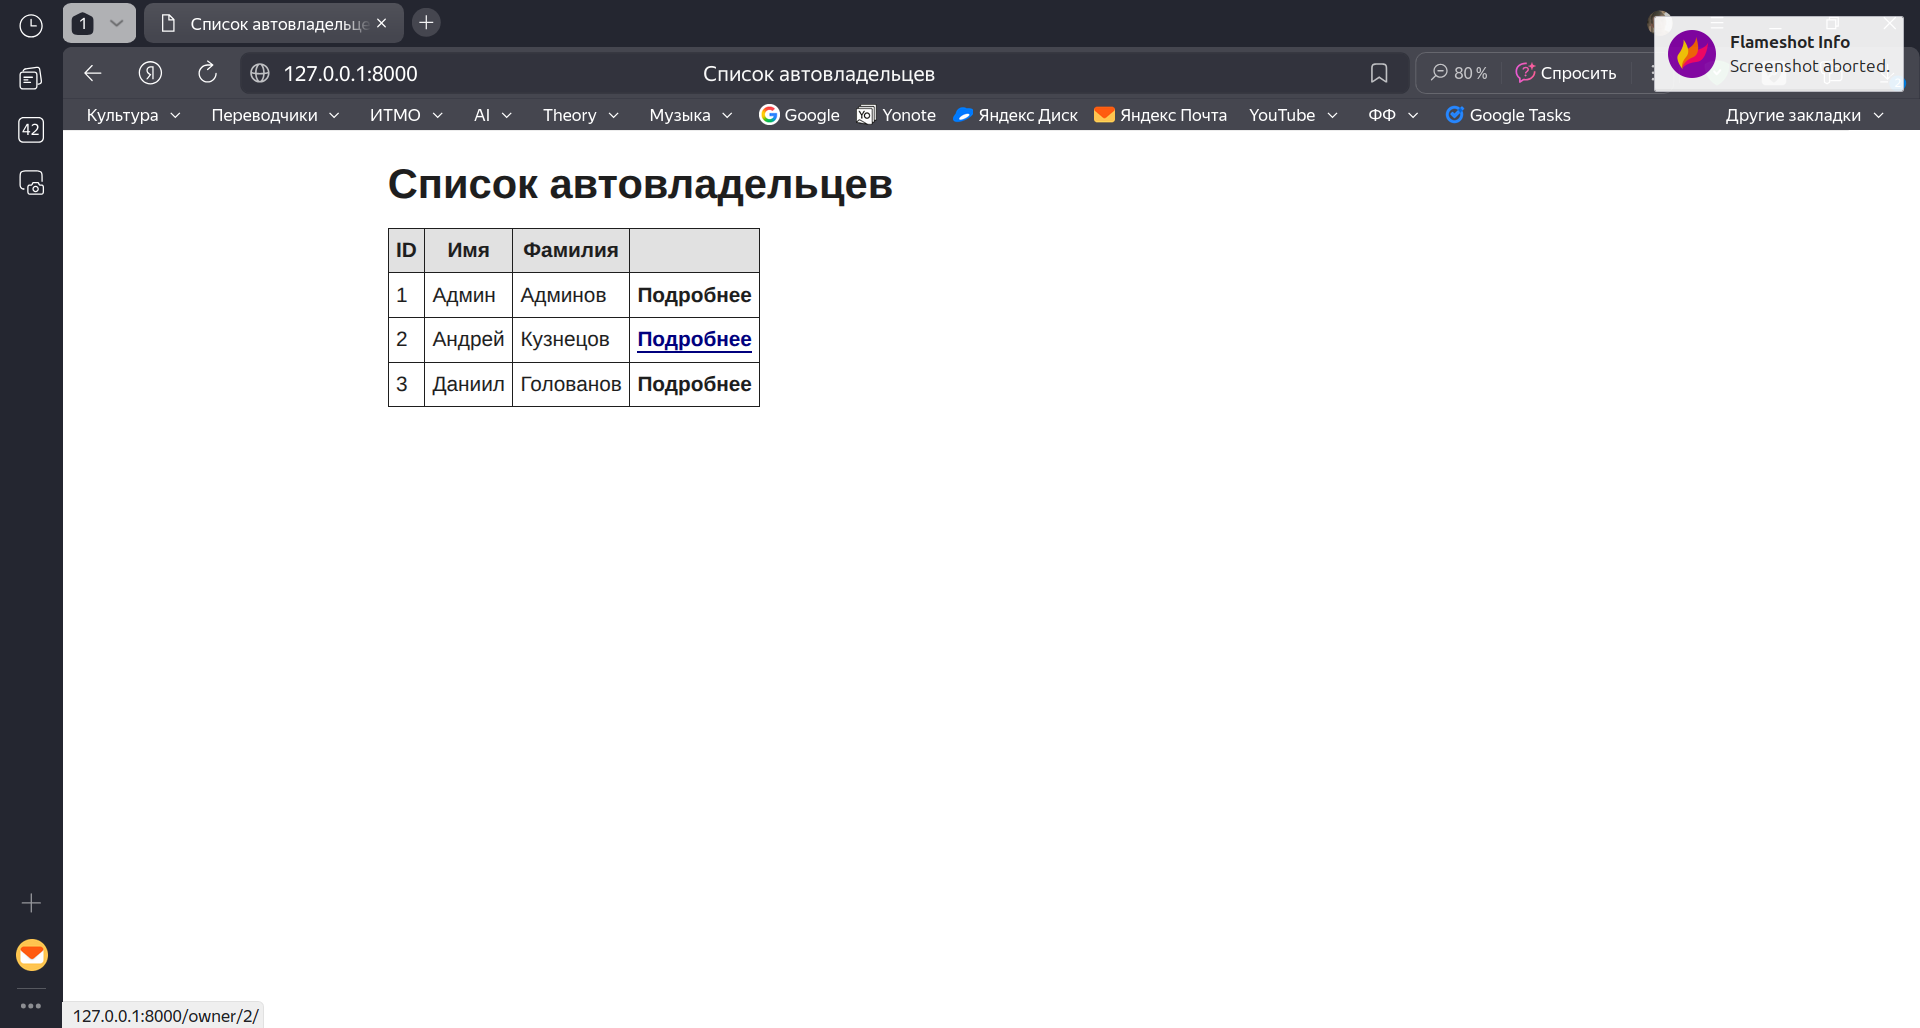 1
Список автовладельце
Flameshot Info
Screenshot aborted.
127.0.0.1:8000
Список автовладельцев
80 %
Спросить
42
Культура
Переводчики
ИТМО
AI
Theory
Музыка
Google
Yonote
Яндекс Диск
Яндекс Почта
YouTube
ФФ
Google Tasks
Другие закладки
Список автовладельцев
ID Имя Фамилия
1 Админ Админов Подробнее
2 Андрей Кузнецов Подробнее
3 Даниил Голованов Подробнее
127.0.0.1:8000/owner/2/